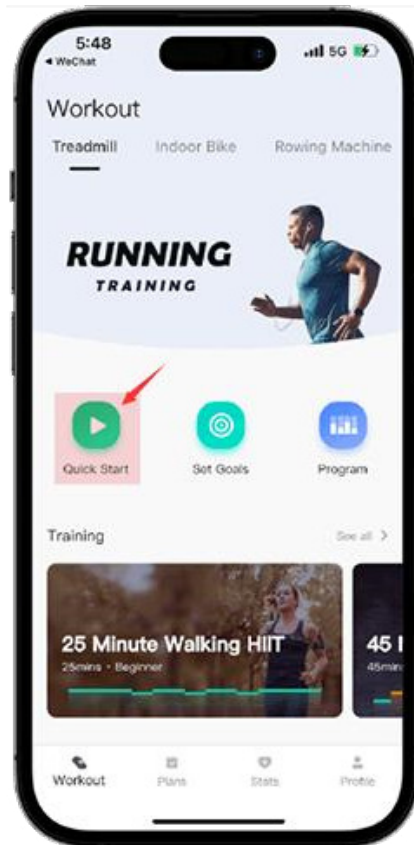 5:48
5G
◀ WeChat
Workout
Treadmill Indoor Bike Rowing Machine
RUNNING
TRAINING
Quick Start Set Goals Program
Training See all >
25 Minute Walking HIIT 45
25mins · Beginner 45min
Workout Plans Stats Profile